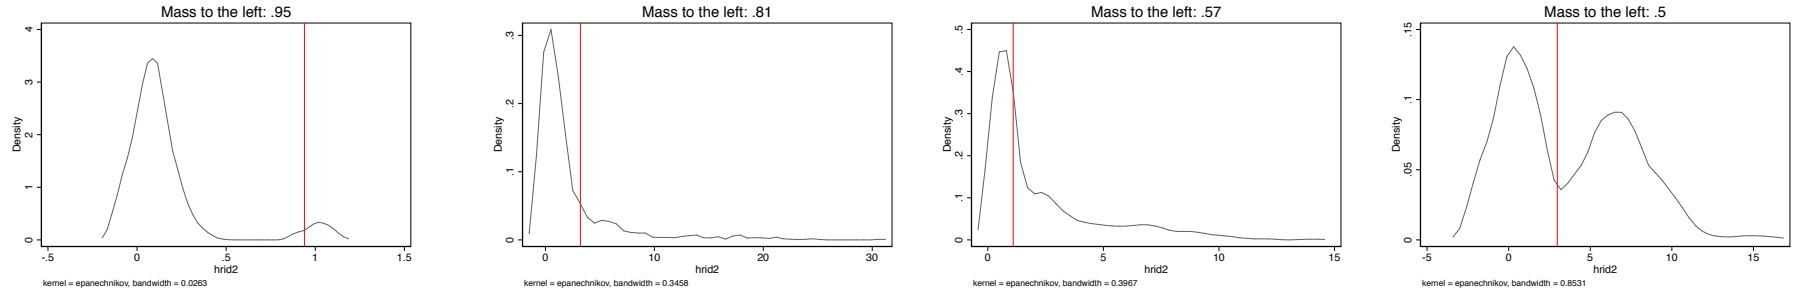 Mass to the left: .95
Density
4
3
2
1
0
-.5
0
.5
1
1.5
hrid2
kernel = epanechnikov, bandwidth = 0.0263
Mass to the left: .81
Density
.3
.2
.1
0
0
10
20
30
hrid2
kernel = epanechnikov, bandwidth = 0.3458
Mass to the left: .57
Density
.5
.4
.3
.2
.1
0
0
5
10
15
hrid2
kernel = epanechnikov, bandwidth = 0.3967
Mass to the left: .5
Density
.15
.1
.05
0
-5
0
5
10
15
hrid2
kernel = epanechnikov, bandwidth = 0.8531